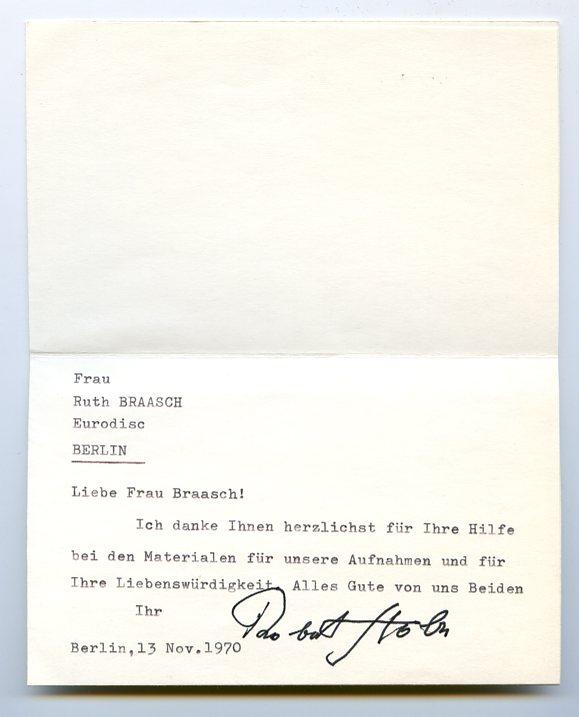 Frau
Ruth BRAASCH
Eurodisc
BERLIN
Liebe Frau Braasch!
Ich danke Ihnen herzlichst für Ihre Hilfe
bei den Materialen für unsere Aufnahmen und für
Ihre Liebenswürdigkeit. Alles Gute von uns Beiden
Ihr Robert Stolz
Berlin,13 Nov.1970